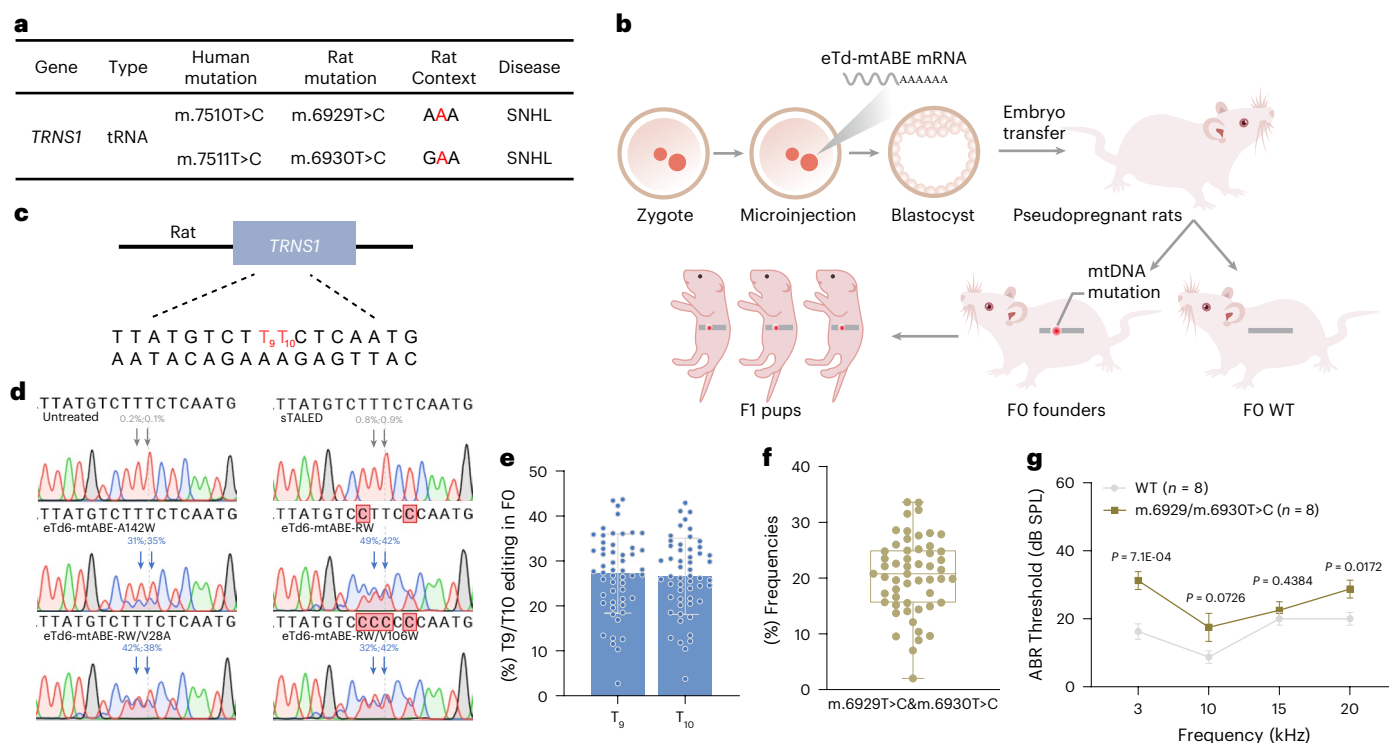 a
Gene Type Human mutation Rat mutation Rat Context Disease
TRNS1 tRNA
m.7510T>C m.6929T>C AAA SNHL
m.7511T>C m.6930T>C GAA SNHL
b
eTd-mtABE mRNA
AAAAAA
Embryo
transfer
Zygote
Microinjection
Blastocyst
Pseudopregnant rats
mtDNA
mutation
F1 pups
F0 founders
F0 WT
c
Rat
TRNS1
TTATGTCTT9T10CTCAATG
AATACAGAAAGAGTTAC
d
.TTATGTCTTTCTCAATG
Untreated
0.2%;0.1%
.TTATGTCTTTCTCAATG
sTALED
0.8%;0.9%
.TTATGTCTTTCTCAATG
eTd6-mtABE-A142W
31%;35%
.TTATGTCCTTCCCAATG
eTd6-mtABE-RW
49%;42%
.TTATGTCTTTCTCAATG
eTd6-mtABE-RW/V28A
42%;38%
.TTATGTCCCCCCAATG
eTd6-mtABE-RW/V106W
32%;42%
e
(%) T9/T10 editing in F0
50
40
30
20
10
0
T9
T10
f
(%) Frequencies
40
30
20
10
0
m.6929T>C&m.6930T>C
g
ABR Threshold (dB SPL)
60
40
20
0
WT (n = 8)
m.6929/m.6930T>C (n = 8)
P = 7.1E-04
P = 0.0726
P = 0.4384
P = 0.0172
3
10
15
20
Frequency (kHz)